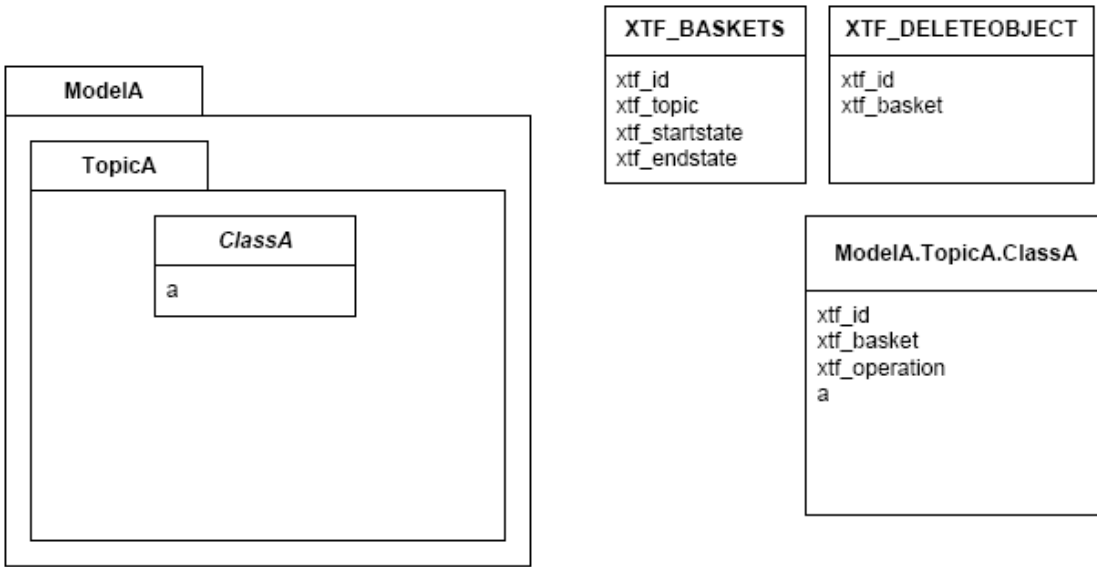 ModelA
TopicA
ClassA
a
XTF_BASKETS
xtf_id
xtf_topic
xtf_startstate
xtf_endstate
XTF_DELETEOBJECT
xtf_id
xtf_basket
ModelA.TopicA.ClassA
xtf_id
xtf_basket
xtf_operation
a